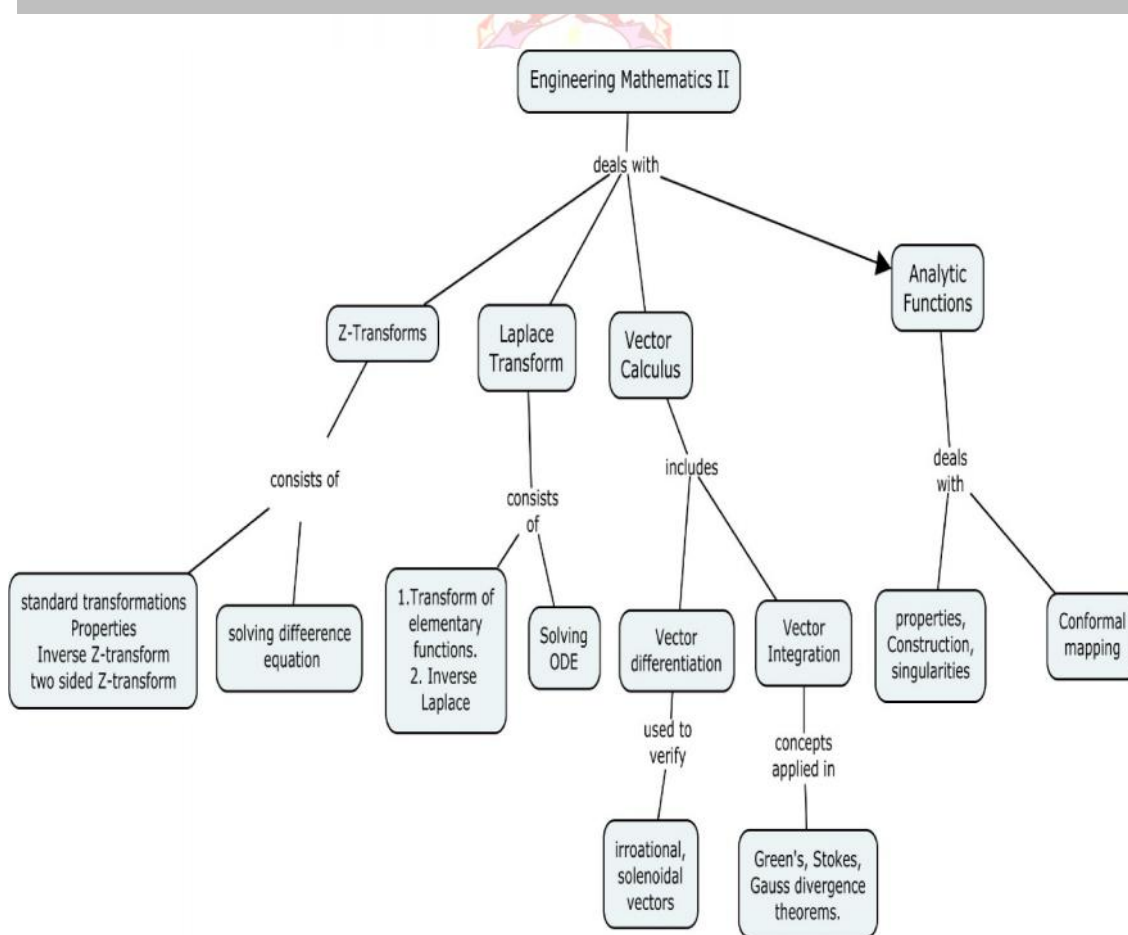 Engineering Mathematics II
deals with
Z-Transforms
Laplace
Transform
Vector
Calculus
Analytic
Functions
consists of
consists
of
includes
deals
with
standard transformations
Properties
Inverse Z-transform
two sided Z-transform
solving difeerence
equation
1.Transform of
elementary
functions.
2. Inverse
Laplace
Solving
ODE
Vector
differentiation
Vector
Integration
properties,
Construction,
singularities
Conformal
mapping
used to
verify
concepts
applied in
irroational,
solenoidal
vectors
Green's, Stokes,
Gauss divergence
theorems.